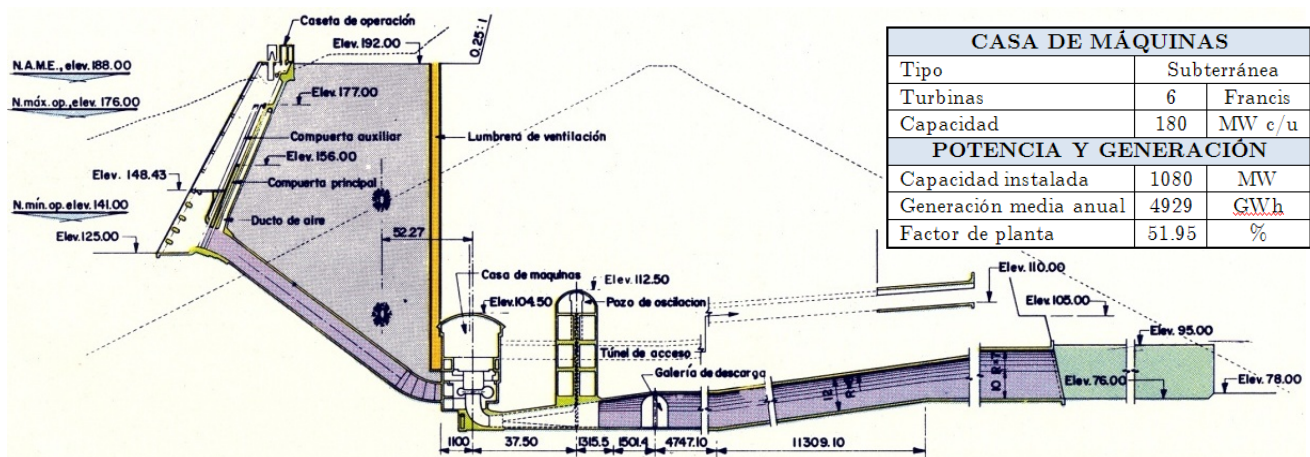 Caseta de operación
Elev. 192.00
0.25:1
N.A.M.E., elev. 188.00
N.máx.op.,elev. 176.00
Elev. 177.00
Compuerta auxiliar
Lumbrera de ventilación
Elev. 156.00
Elev. 148.43
Compuerta principal
N.mín.op.elev. 141.00
Ducto de aire
Elev. 125.00
52.27
Casa de maquinas
Elev. 112.50
Elev. 104.50
Pozo de oscilacion
Elev. 110.00
Elev. 105.00
Túnel de acceso
Elev. 95.00
Galería de descarga
Elev. 76.00
Elev. 78.00
12
10
R=7
1100
37.50
1315.5
1501.4
4747.10
11309.10
CASA DE MÁQUINAS
Tipo Subterránea
Turbinas 6 Francis
Capacidad 180 MW c/u
POTENCIA Y GENERACIÓN
Capacidad instalada 1080 MW
Generación media anual 4929 GWh
Factor de planta 51.95 %